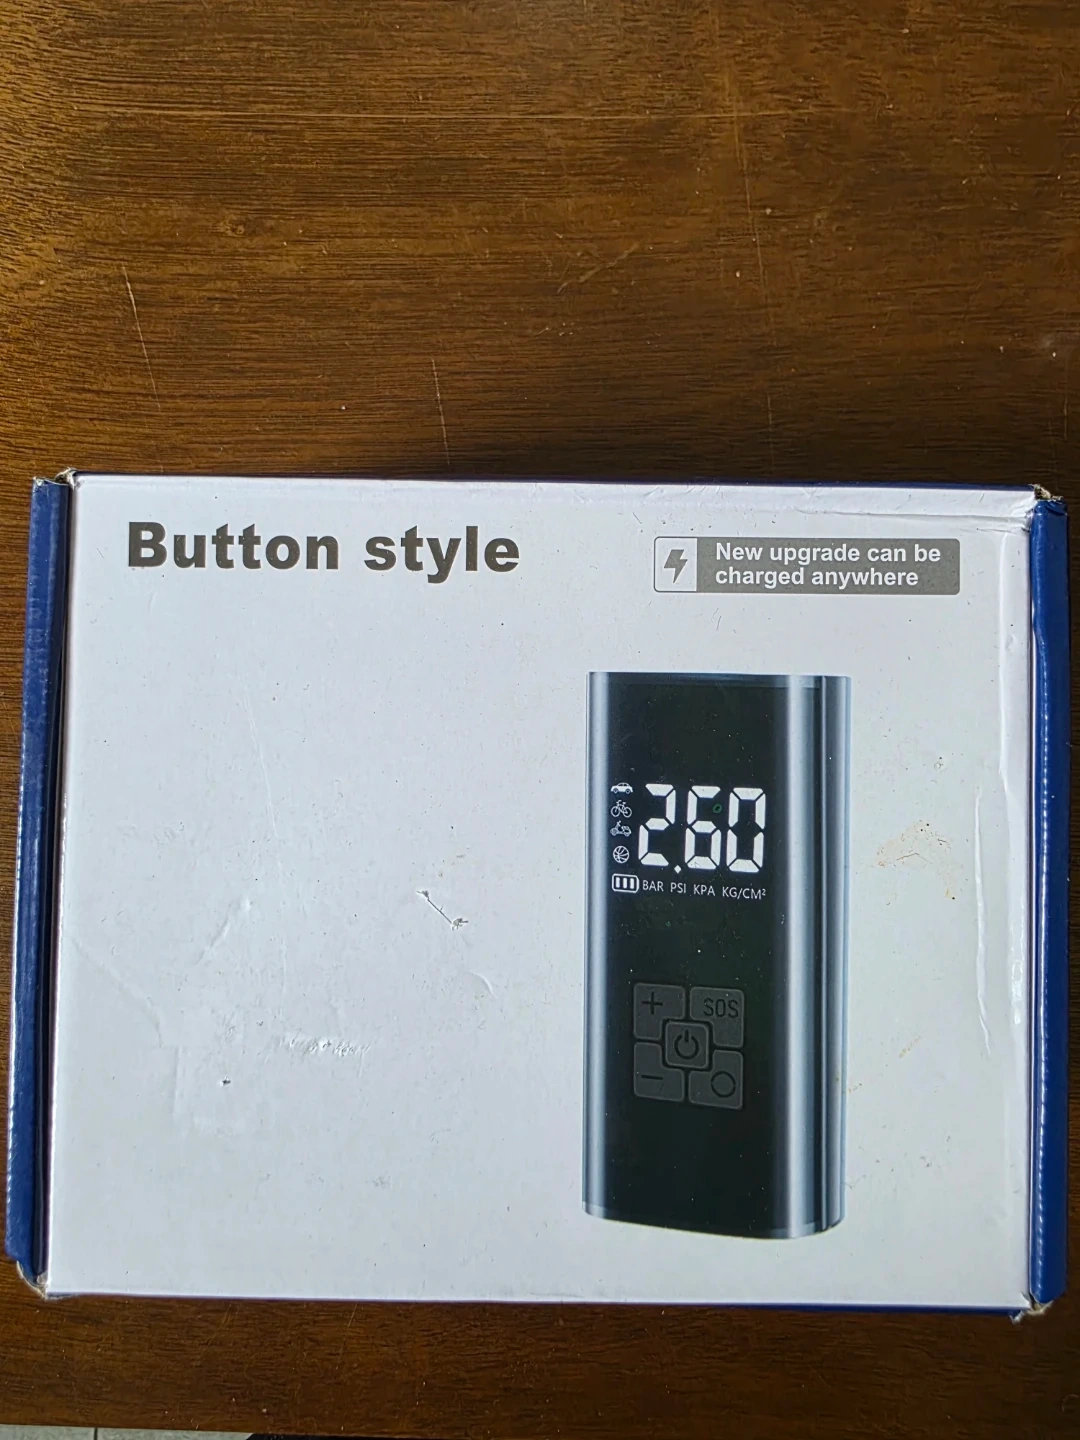 Button style
New upgrade can be
charged anywhere
2.60
BAR PSI KPA KG/CM²
+ SOS
−